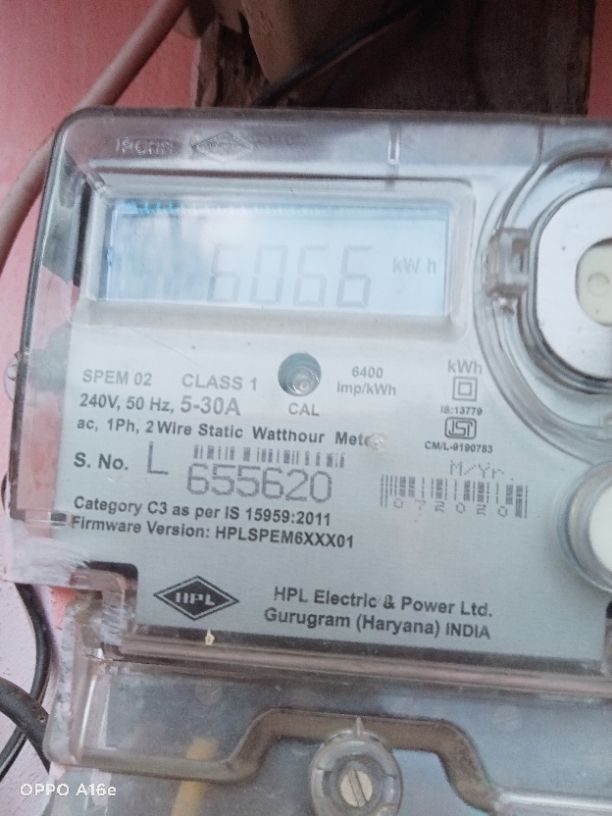 6066 kWh
SPEM 02 CLASS 1
240V, 50 Hz, 5-30A
ac, 1Ph, 2 Wire Static Watthour Meter
CAL
6400
Imp/kWh
kWh
IS:13779
ISI
CM/L-9190783
S. No. L 655620
M/Yr.
072020
Category C3 as per IS 15959:2011
Firmware Version: HPLSPEM6XXX01
HPL
HPL Electric & Power Ltd.
Gurugram (Haryana) INDIA
OPPO A16e